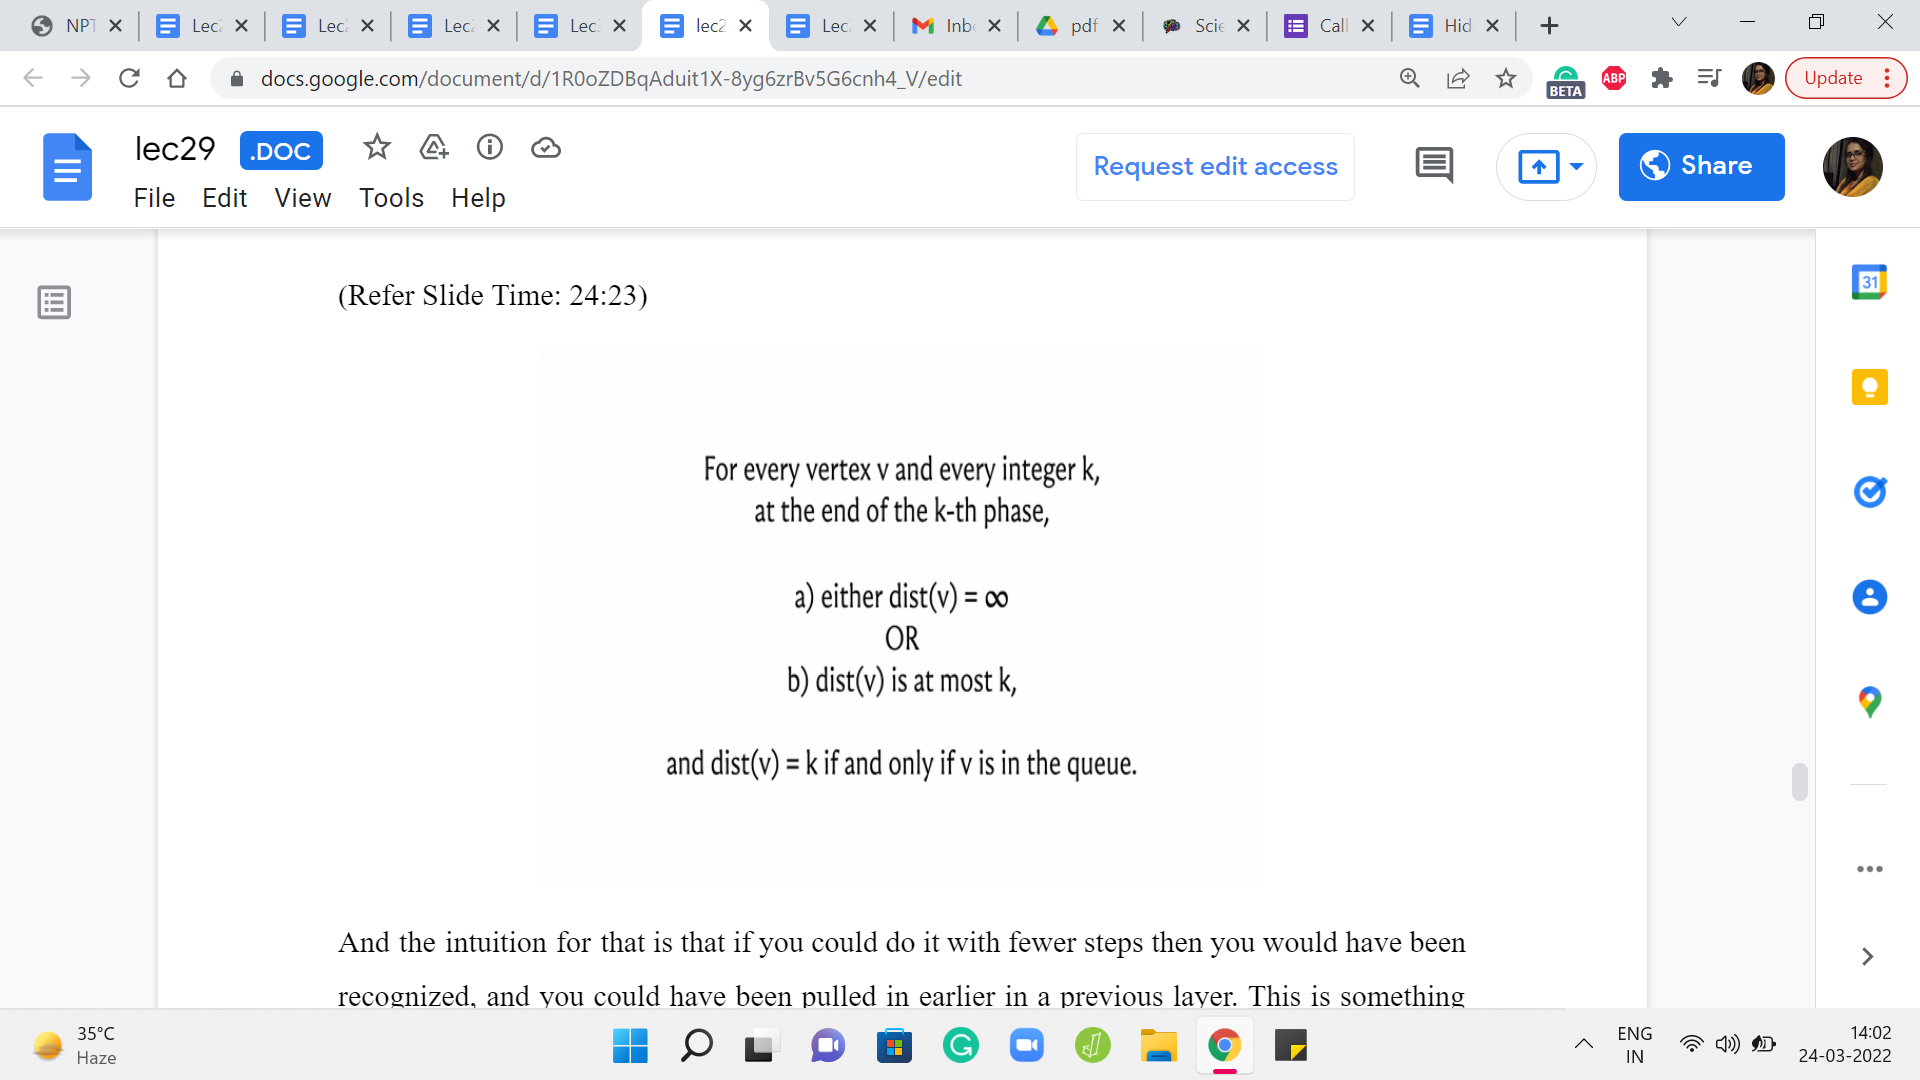 NPT
Lec2
Lec2
Lec2
Lec
lec2
Lec
Inb
pdf
Scie
Call
Hid
docs.google.com/document/d/1R0oZDBqAduit1X-8yg6zrBv5G6cnh4_V/edit
BETA
ABP
Update
lec29
.DOC
File Edit View Tools Help
Request edit access
Share
31
(Refer Slide Time: 24:23)
For every vertex v and every integer k,
at the end of the k-th phase,
a) either dist(v) = ∞
OR
b) dist(v) is at most k,
and dist(v) = k if and only if v is in the queue.
And the intuition for that is that if you could do it with fewer steps then you would have been
recognized, and you could have been pulled in earlier in a previous layer. This is something
35°C
Haze
ENG
IN
14:02
24-03-2022